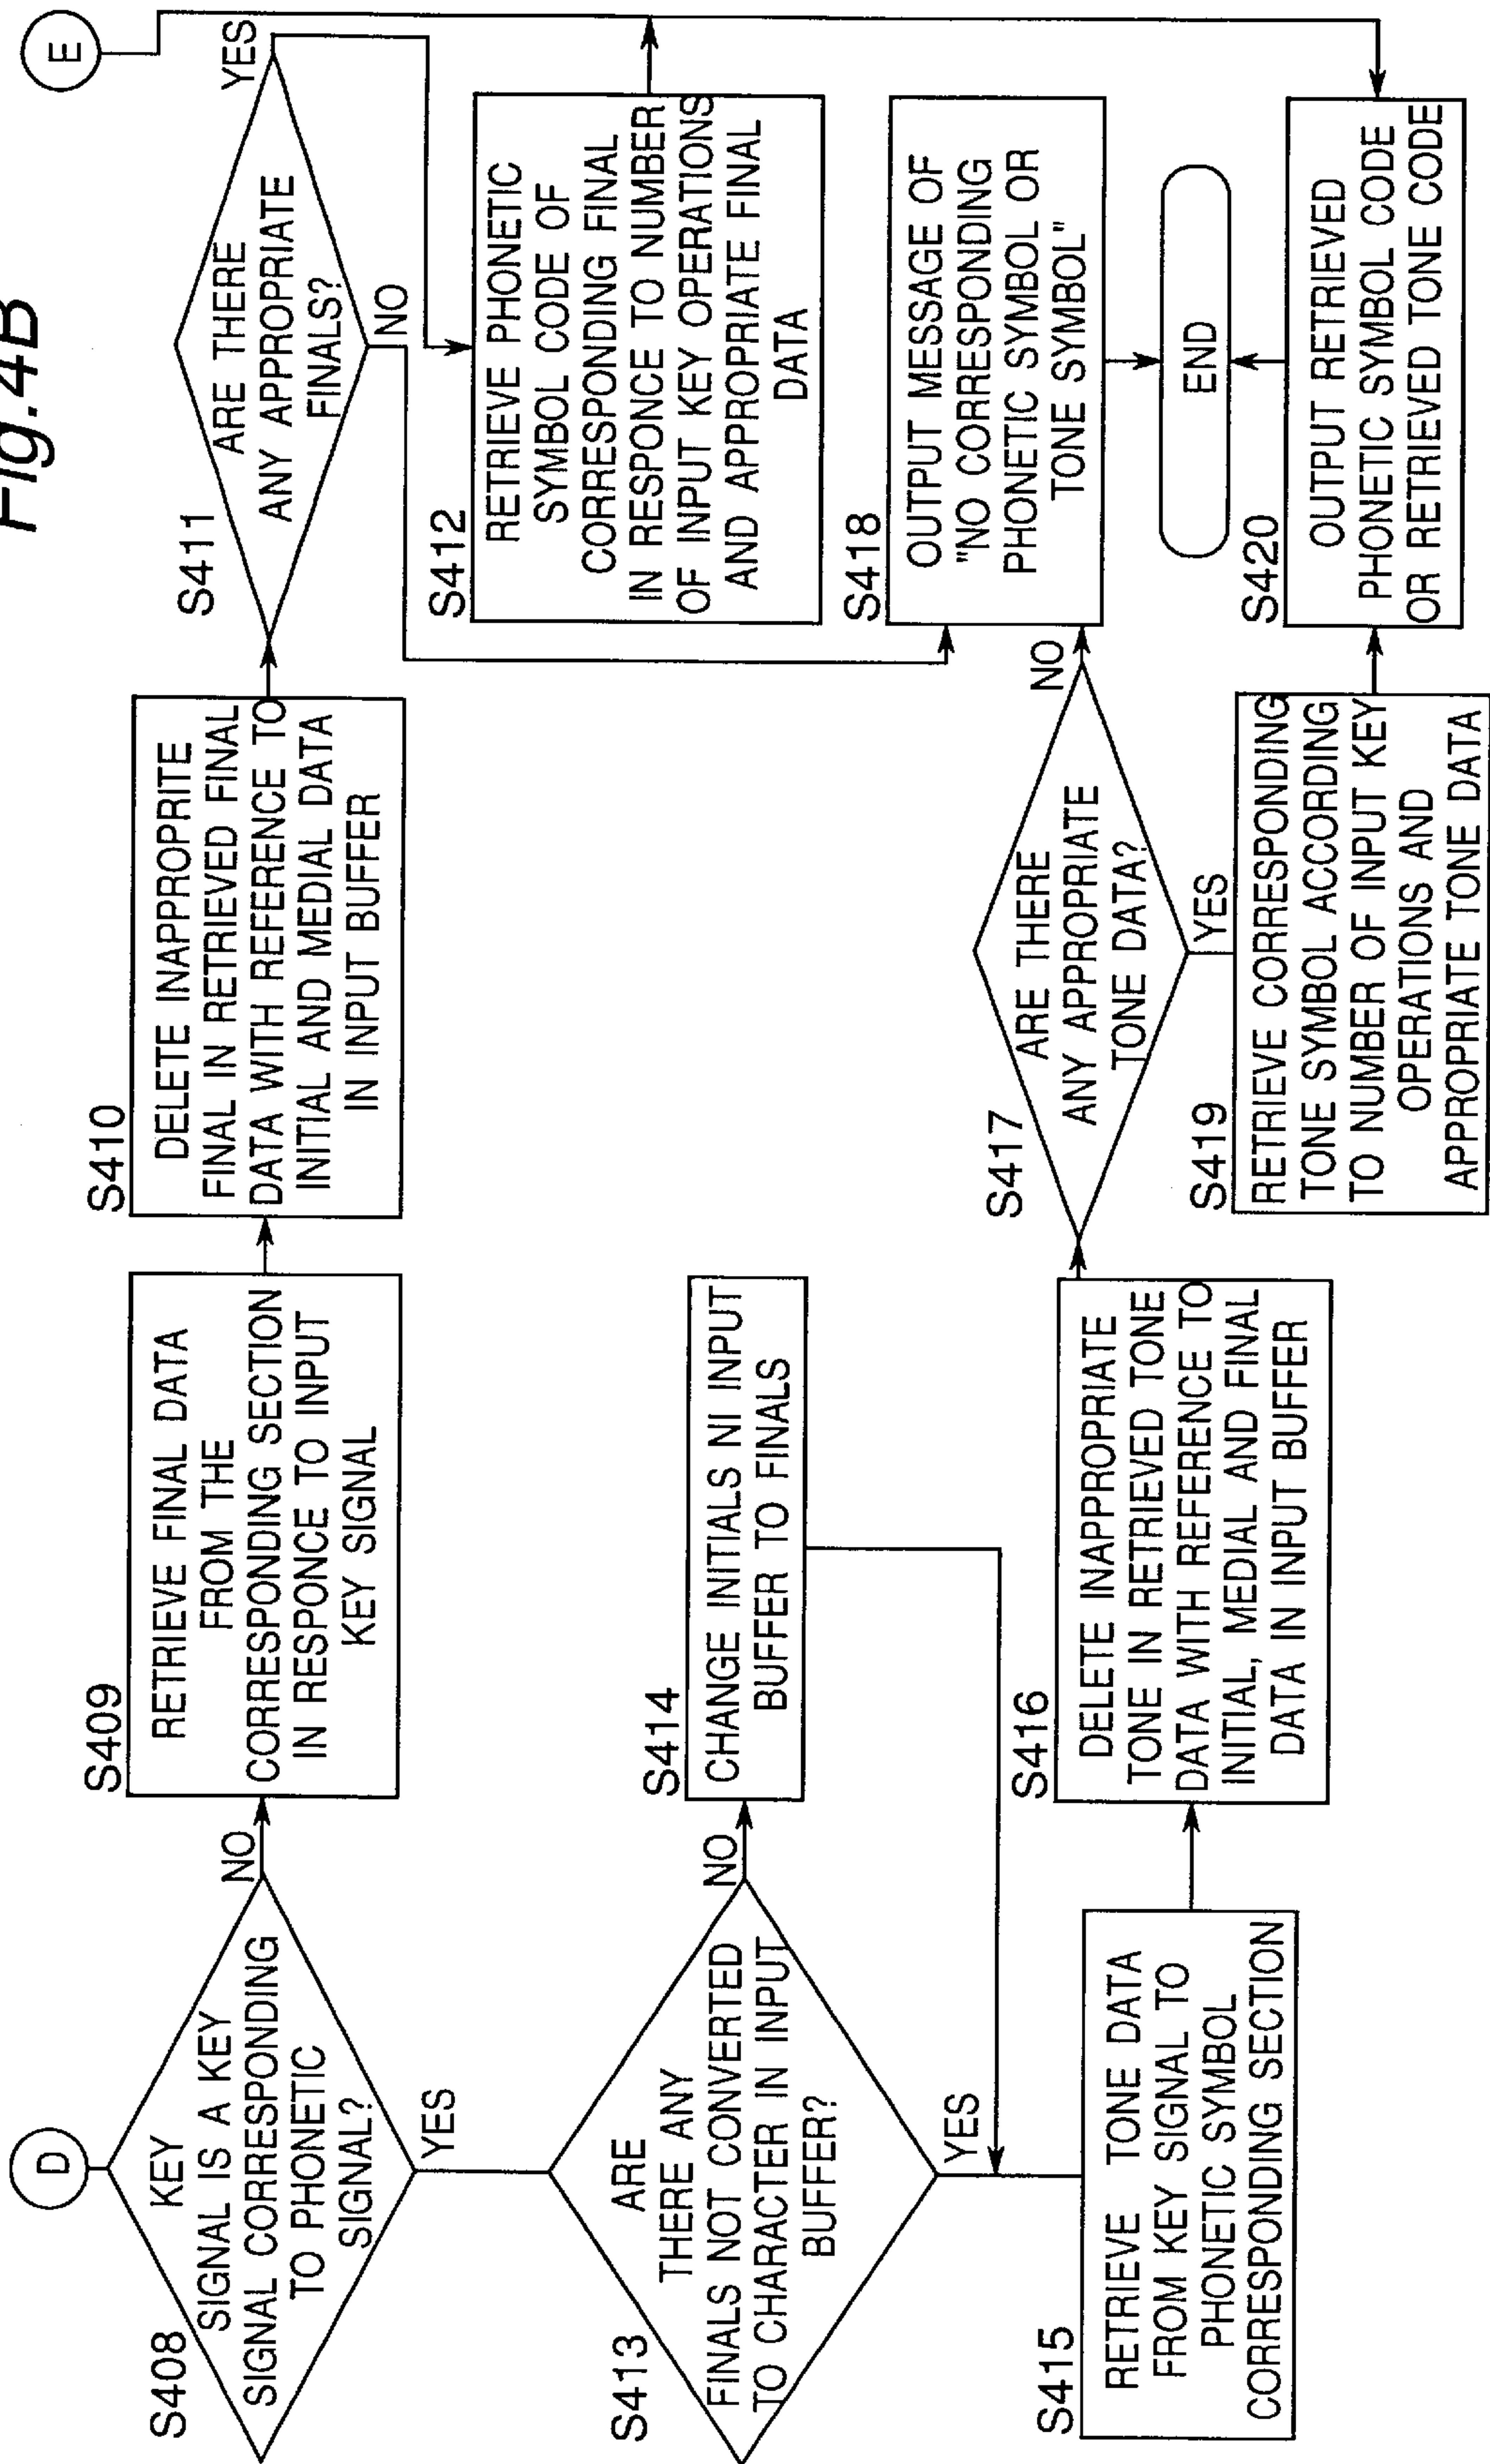 Fig.4B
D
E
S408
KEY
SIGNAL IS A KEY
SIGNAL CORRESPONDING
TO PHONETIC
SIGNAL?
NO
YES
S409
RETRIEVE FINAL DATA
FROM THE
CORRESPONDING SECTION
IN RESPONCE TO INPUT
KEY SIGNAL
S410
DELETE INAPPROPRITE
FINAL IN RETRIEVED FINAL
DATA WITH REFERENCE TO
INITIAL AND MEDIAL DATA
IN INPUT BUFFER
S411
ARE THERE
ANY APPROPRIATE
FINALS?
YES
NO
S412
RETRIEVE PHONETIC
SYMBOL CODE OF
CORRESPONDING FINAL
IN RESPONCE TO NUMBER
OF INPUT KEY OPERATIONS
AND APPROPRIATE FINAL
DATA
S413
ARE
THERE ANY
FINALS NOT CONVERTED
TO CHARACTER IN INPUT
BUFFER?
NO
YES
S414
CHANGE INITIALS NI INPUT
BUFFER TO FINALS
S415
RETRIEVE TONE DATA
FROM KEY SIGNAL TO
PHONETIC SYMBOL
CORRESPONDING SECTION
S416
DELETE INAPPROPRIATE
TONE IN RETRIEVED TONE
DATA WITH REFERENCE TO
INITIAL, MEDIAL AND FINAL
DATA IN INPUT BUFFER
S417
ARE THERE
ANY APPROPRIATE
TONE DATA?
NO
YES
S418
OUTPUT MESSAGE OF
"NO CORRESPONDING
PHONETIC SYMBOL OR
TONE SYMBOL"
END
S419
RETRIEVE CORRESPONDING
TONE SYMBOL ACCORDING
TO NUMBER OF INPUT KEY
OPERATIONS AND
APPROPRIATE TONE DATA
S420
OUTPUT RETRIEVED
PHONETIC SYMBOL CODE
OR RETRIEVED TONE CODE